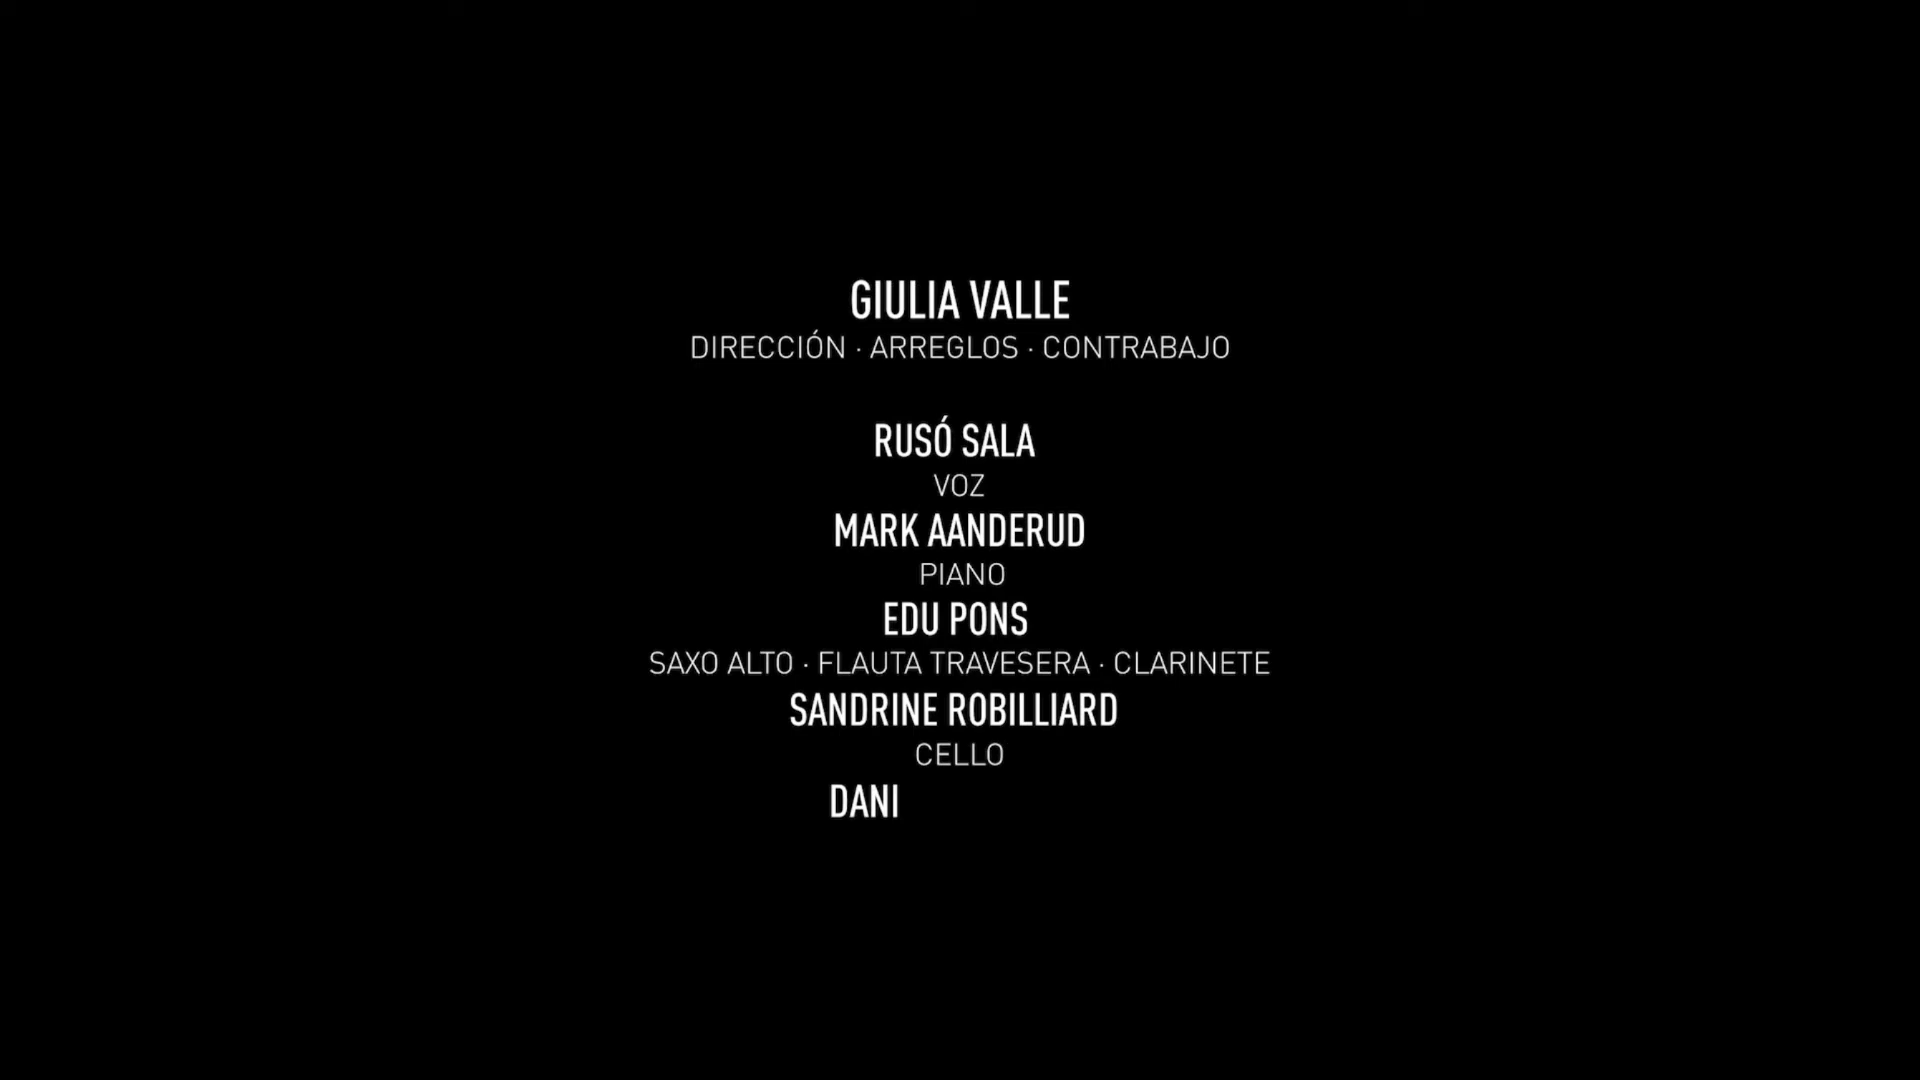 GIULIA VALLE
DIRECCIÓN · ARREGLOS · CONTRABAJO
RUSÓ SALA
VOZ
MARK AANDERUD
PIANO
EDU PONS
SAXO ALTO · FLAUTA TRAVESERA · CLARINETE
SANDRINE ROBILLIARD
CELLO
DANI